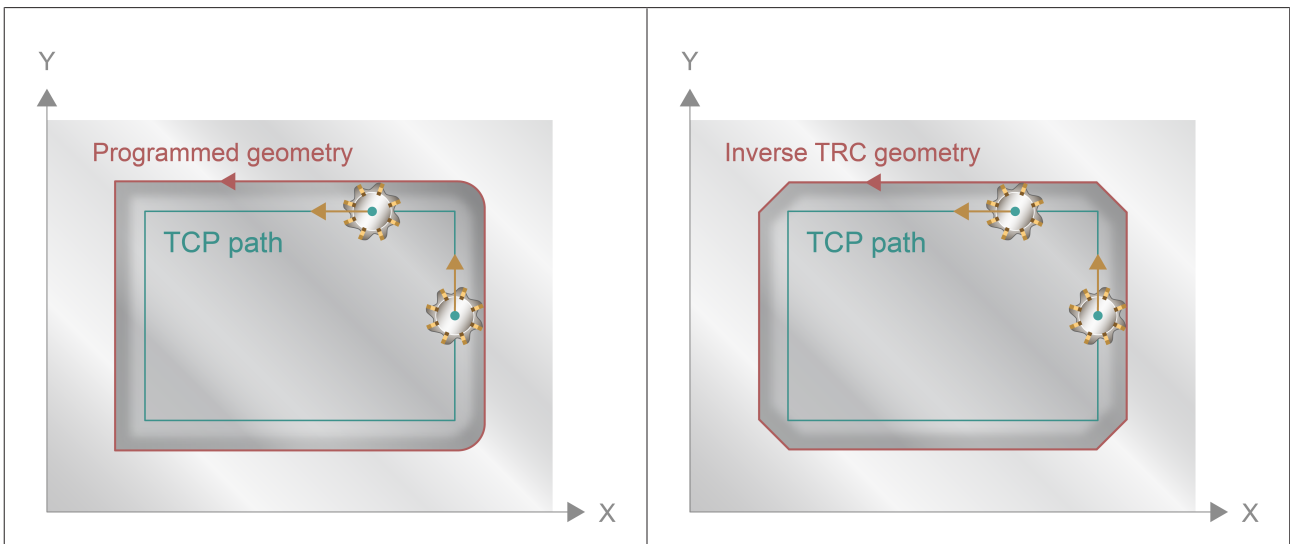 Y
Programmed geometry
TCP path
X
Y
Inverse TRC geometry
TCP path
X